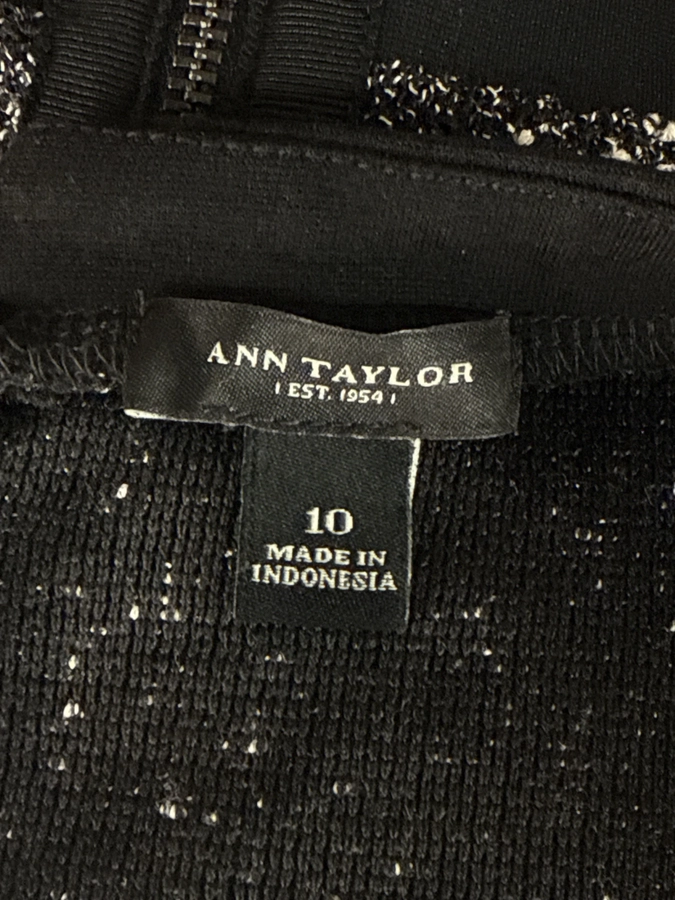 ANN TAYLOR
| EST. 1954 |
10
MADE IN
INDONESIA